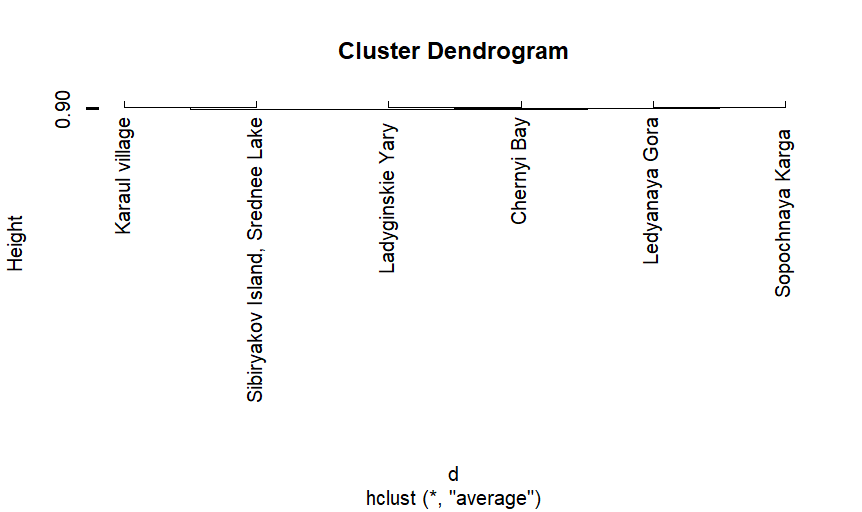 Cluster Dendrogram
0.90
Height
Karaul village
Sibiryakov Island, Srednee Lake
Ladyginskie Yary
Chernyi Bay
Ledyanaya Gora
Sopochnaya Karga
d
hclust (*, "average")